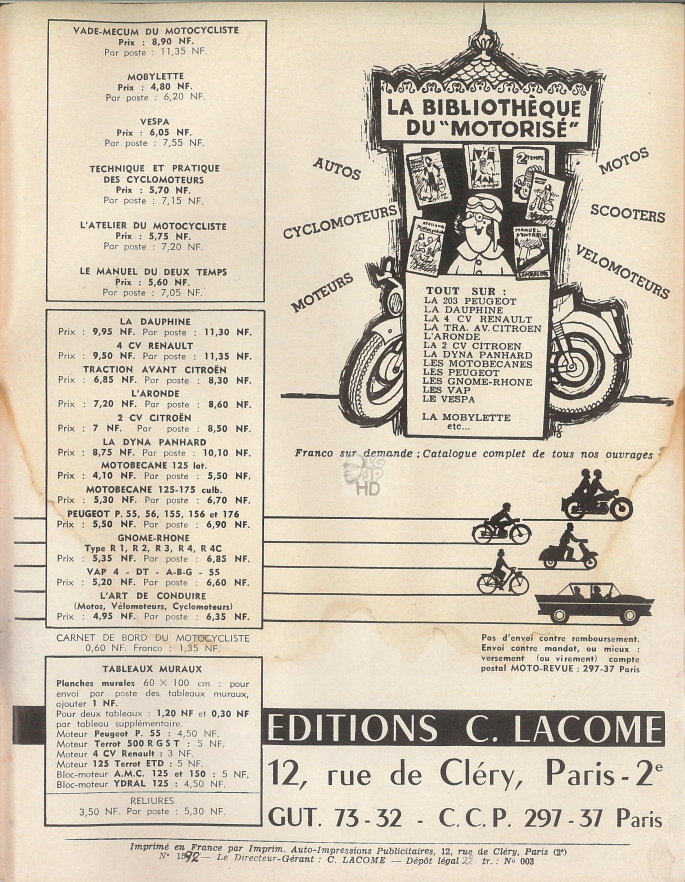 VADE-MECUM DU MOTOCYCLISTE
Prix : 8,90 NF.
Par poste : 11,35 NF.
MOBYLETTE
Prix : 4,80 NF.
Par poste : 6,20 NF.
VESPA
Prix : 6,05 NF.
Par poste : 7,55 NF.
TECHNIQUE ET PRATIQUE
DES CYCLOMOTEURS
Prix : 5,70 NF.
Par poste : 7,15 NF.
L'ATELIER DU MOTOCYCLISTE
Prix : 5,75 NF.
Par poste : 7,20 NF.
LE MANUEL DU DEUX TEMPS
Prix : 5,60 NF.
Par poste : 7,05 NF.
LA DAUPHINE
Prix : 9,95 NF. Par poste : 11,30 NF.
4 CV RENAULT
Prix : 9,50 NF. Par poste : 11,35 NF.
TRACTION AVANT CITROËN
Prix : 6,85 NF. Par poste : 8,30 NF.
L'ARONDE
Prix : 7,20 NF. Par poste : 8,60 NF.
2 CV CITROËN
Prix : 7 NF. Par poste : 8,50 NF.
LA DYNA PANHARD
Prix : 8,75 NF. Par poste : 10,10 NF.
MOTOBECANE 125 lat.
Prix : 4,10 NF. Par poste : 5,50 NF.
MOTOBECANE 125-175 culb.
Prix : 5,30 NF. Par poste : 6,70 NF.
PEUGEOT P. 55, 56, 155, 156 et 176
Prix : 5,50 NF. Par poste : 6,90 NF.
GNOME-RHONE
Type R 1, R 2, R 3, R 4, R 4C
Prix : 5,35 NF. Par poste : 6,85 NF.
VAP 4 - DT - A-B-G - 55
Prix : 5,20 NF. Par poste : 6,60 NF.
L'ART DE CONDUIRE
(Motos, Vélomoteurs, Cyclomoteurs)
Prix : 4,95 NF. Par poste : 6,35 NF.
CARNET DE BORD DU MOTOCYCLISTE
0,60 NF. Franco : 1,35 NF.
TABLEAUX MURAUX
Planches murales 60 × 100 cm : pour
envoi par poste des tableaux muraux,
ajouter 1 NF.
Pour deux tableaux : 1,20 NF et 0,30 NF
par tableau supplémentaire.
Moteur Peugeot P. 55 : 4,50 NF.
Moteur Terrot 500 R G S T : 5 NF.
Moteur 4 CV Renault : 3 NF.
Moteur 125 Terrot ETD : 5 NF.
Bloc-moteur A.M.C. 125 et 150 : 5 NF.
Bloc-moteur YDRAL 125 : 4,50 NF.
RELIURES
3,50 NF. Par poste : 5,30 NF.
LA BIBLIOTHÈQUE
DU "MOTORISÉ"
AUTOS
CYCLOMOTEURS
MOTEURS
MOTOS
SCOOTERS
VELOMOTEURS
2 TEMPS
MANUEL
TOUT SUR :
LA 203 PEUGEOT
LA DAUPHINE
LA 4 CV RENAULT
LA TRA. AV. CITROEN
L'ARONDE
LA 2 CV CITROEN
LA DYNA PANHARD
LES MOTOBECANES
LES PEUGEOT
LES GNOME-RHONE
LES VAP
LE VESPA
LA MOBYLETTE
etc...
Franco sur demande : Catalogue complet de tous nos ouvrages
HD
Pas d'envoi contre remboursement.
Envoi contre mandat, ou mieux :
versement (ou virement) compte
postal MOTO-REVUE : 297-37 Paris
EDITIONS C. LACOME
12, rue de Cléry, Paris-2e
GUT. 73-32 - C.C.P. 297-37 Paris
Imprimé en France par Imprim. Auto-Impressions Publicitaires, 12, rue de Cléry, Paris (2e)
N° 1592 — Le Directeur-Gérant : C. LACOME — Dépôt légal 2e tr. : No 003